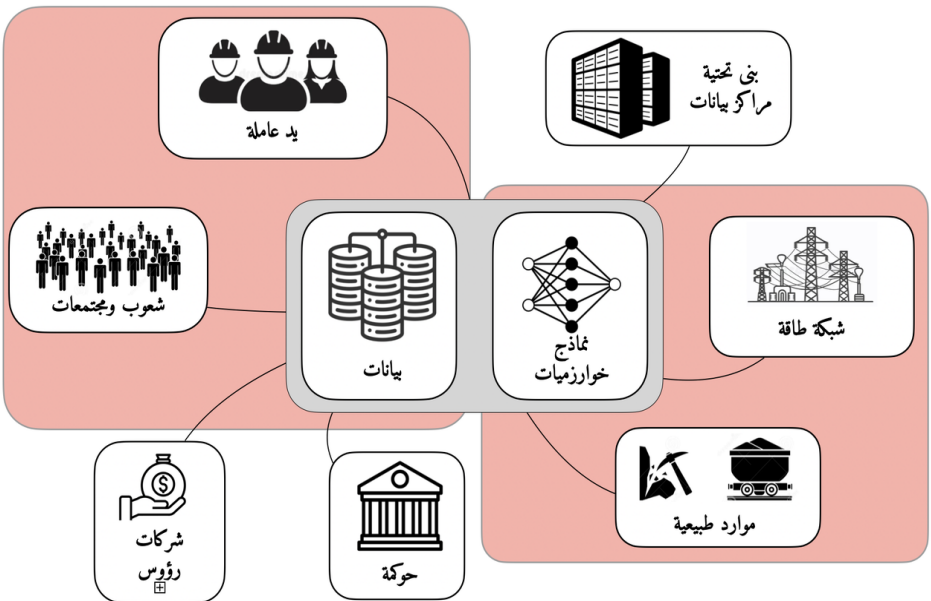 يد عاملة
بنى تحتية
مراكز بيانات
شعوب ومجتمعات
بيانات
نماذج
خوارزميات
شبكة طاقة
موارد طبيعية
شركات
رؤوس
حوكمة